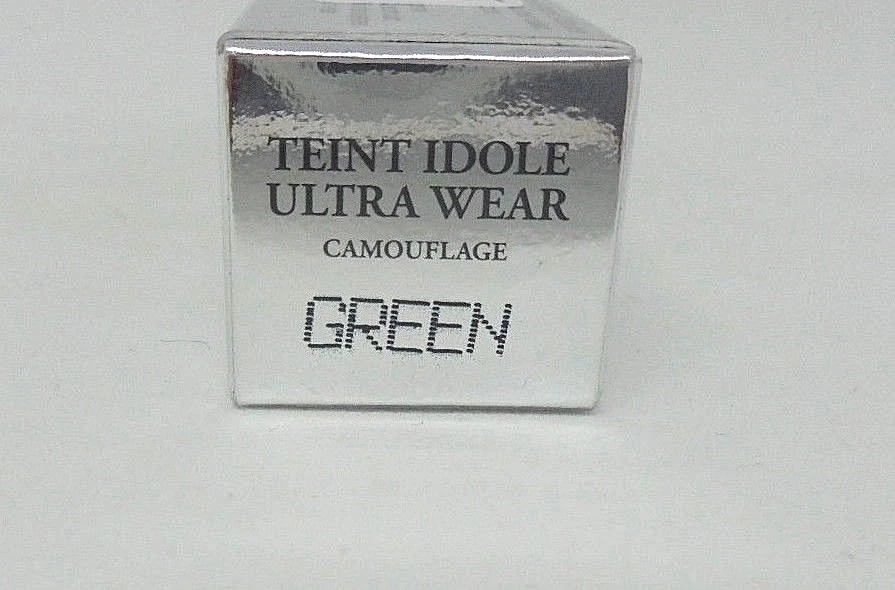 TEINT IDOLE
ULTRA WEAR
CAMOUFLAGE
GREEN